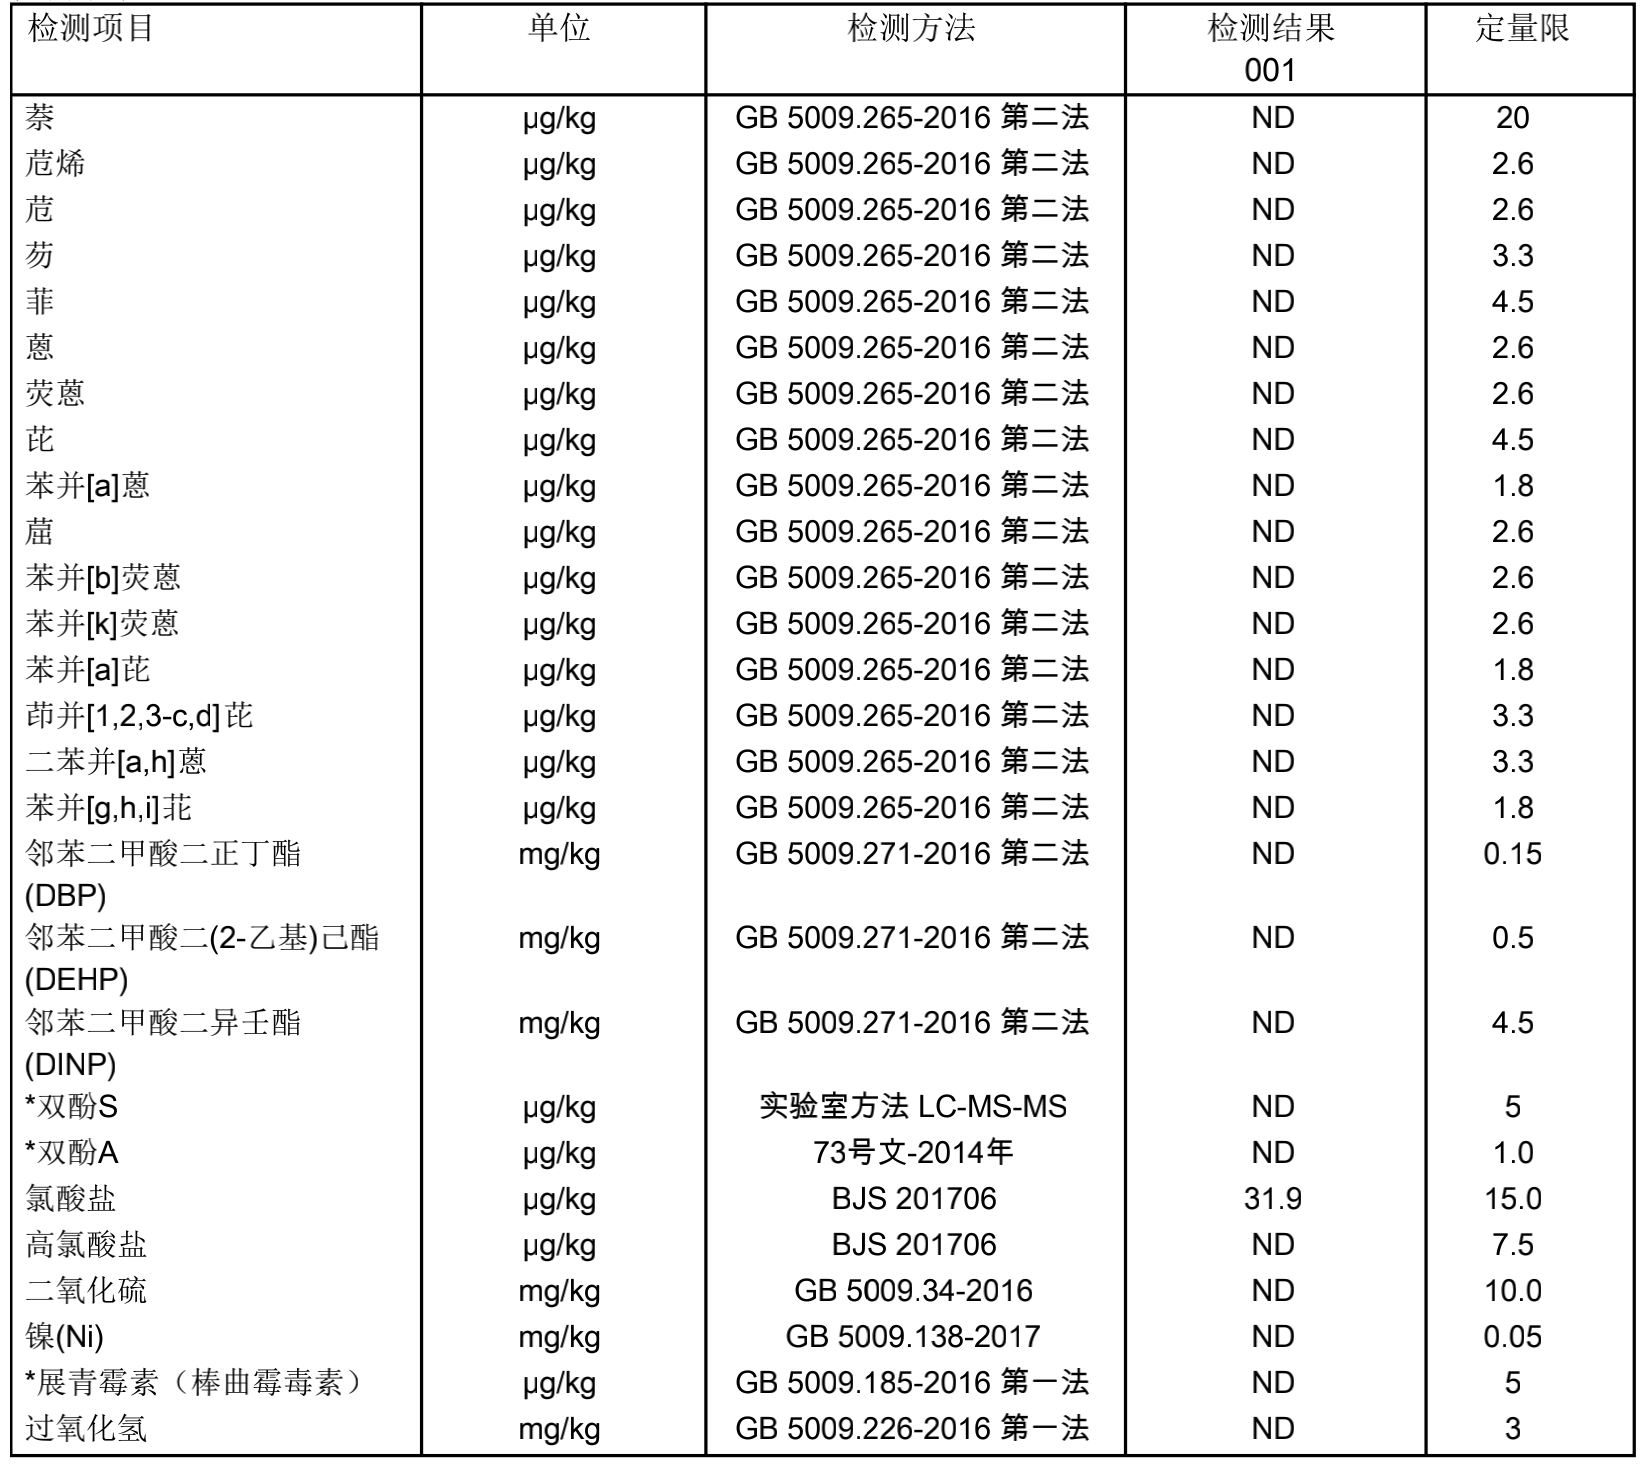 检测项目 单位 检测方法 检测结果 定量限
001
萘 µg/kg GB 5009.265-2016 第二法 ND 20
苊烯 µg/kg GB 5009.265-2016 第二法 ND 2.6
苊 µg/kg GB 5009.265-2016 第二法 ND 2.6
芴 µg/kg GB 5009.265-2016 第二法 ND 3.3
菲 µg/kg GB 5009.265-2016 第二法 ND 4.5
蒽 µg/kg GB 5009.265-2016 第二法 ND 2.6
荧蒽 µg/kg GB 5009.265-2016 第二法 ND 2.6
芘 µg/kg GB 5009.265-2016 第二法 ND 4.5
苯并[a]蒽 µg/kg GB 5009.265-2016 第二法 ND 1.8
䓛 µg/kg GB 5009.265-2016 第二法 ND 2.6
苯并[b]荧蒽 µg/kg GB 5009.265-2016 第二法 ND 2.6
苯并[k]荧蒽 µg/kg GB 5009.265-2016 第二法 ND 2.6
苯并[a]芘 µg/kg GB 5009.265-2016 第二法 ND 1.8
茚并[1,2,3-c,d]芘 µg/kg GB 5009.265-2016 第二法 ND 3.3
二苯并[a,h]蒽 µg/kg GB 5009.265-2016 第二法 ND 3.3
苯并[g,h,i]苝 µg/kg GB 5009.265-2016 第二法 ND 1.8
邻苯二甲酸二正丁酯 mg/kg GB 5009.271-2016 第二法 ND 0.15
(DBP)
邻苯二甲酸二(2-乙基)己酯 mg/kg GB 5009.271-2016 第二法 ND 0.5
(DEHP)
邻苯二甲酸二异壬酯 mg/kg GB 5009.271-2016 第二法 ND 4.5
(DINP)
*双酚S µg/kg 实验室方法 LC-MS-MS ND 5
*双酚A µg/kg 73号文-2014年 ND 1.0
氯酸盐 µg/kg BJS 201706 31.9 15.0
高氯酸盐 µg/kg BJS 201706 ND 7.5
二氧化硫 mg/kg GB 5009.34-2016 ND 10.0
镍(Ni) mg/kg GB 5009.138-2017 ND 0.05
*展青霉素（棒曲霉毒素） µg/kg GB 5009.185-2016 第一法 ND 5
过氧化氢 mg/kg GB 5009.226-2016 第一法 ND 3